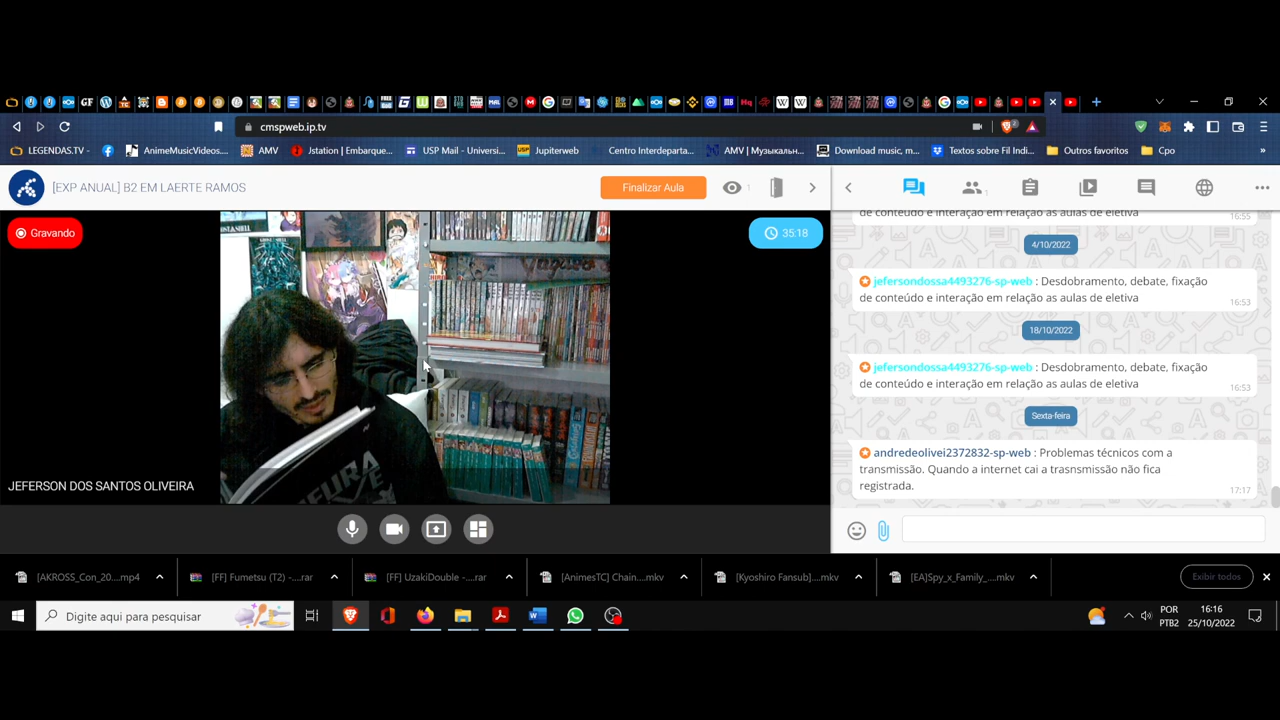 cmspweb.ip.tv
2
LEGENDAS.TV -
AnimeMusicVideos....
AMV
Jstation | Embarque...
USP Mail - Universi...
Jupiterweb
Centro Interdeparta...
AMV | Музыкальн...
Download music, m...
Textos sobre Fil Indi...
Outros favoritos
Cpo
»
[EXP ANUAL] B2 EM LAERTE RAMOS
Finalizar Aula
1
1
Gravando
35:18
JEFERSON DOS SANTOS OLIVEIRA
de conteúdo e interação em relação as aulas de eletiva
16:55
4/10/2022
jefersondossa4493276-sp-web : Desdobramento, debate, fixação
de conteúdo e interação em relação as aulas de eletiva
16:53
18/10/2022
jefersondossa4493276-sp-web : Desdobramento, debate, fixação
de conteúdo e interação em relação as aulas de eletiva
16:53
Sexta-feira
andredeolivei2372832-sp-web : Problemas técnicos com a
transmissão. Quando a internet cai a trasnsmissão não fica
registrada.
17:17
[AKROSS_Con_20....mp4
[FF] Fumetsu (T2) -....rar
[FF] UzakiDouble -....rar
[AnimesTC] Chain....mkv
[Kyoshiro Fansub]....mkv
[EA]Spy_x_Family_....mkv
Exibir todos
Digite aqui para pesquisar
POR
PTB2
16:16
25/10/2022